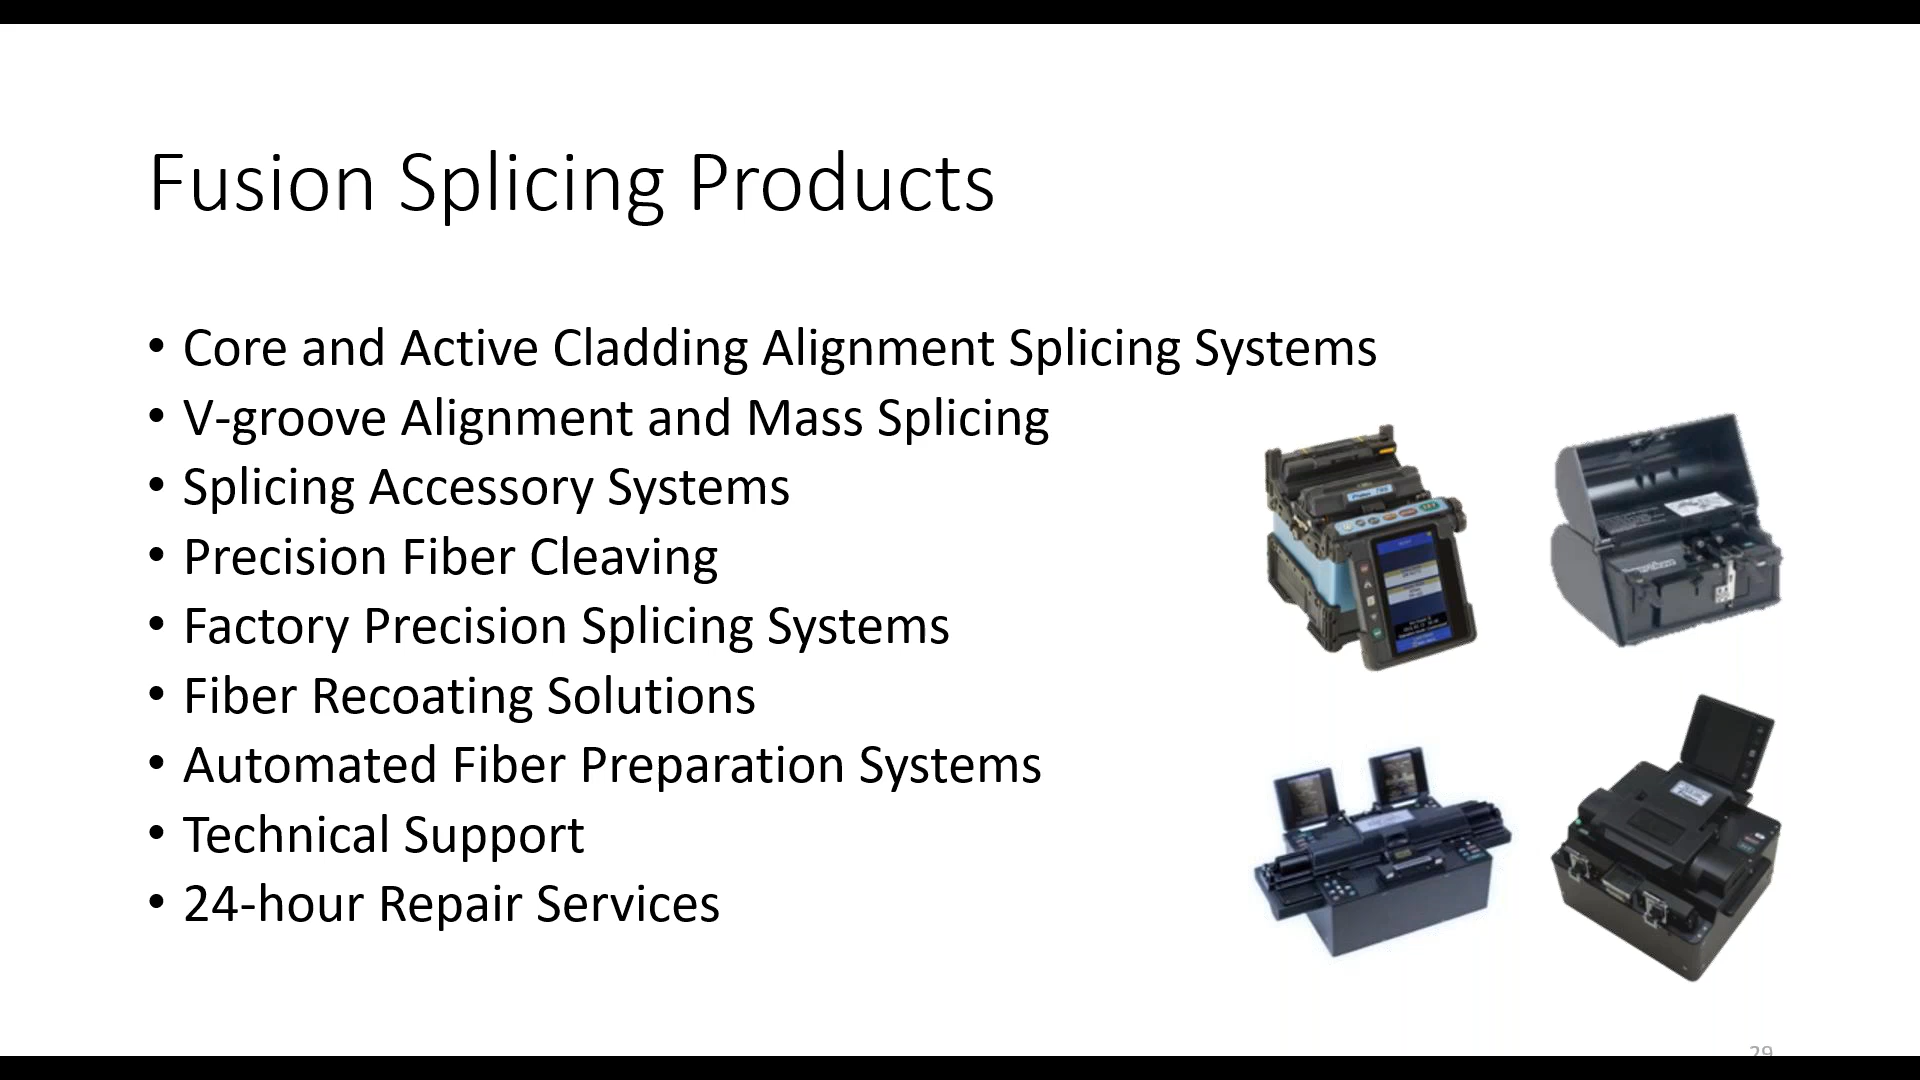 Fusion Splicing Products
• Core and Active Cladding Alignment Splicing Systems
• V-groove Alignment and Mass Splicing
• Splicing Accessory Systems
• Precision Fiber Cleaving
• Factory Precision Splicing Systems
• Fiber Recoating Solutions
• Automated Fiber Preparation Systems
• Technical Support
• 24-hour Repair Services
29